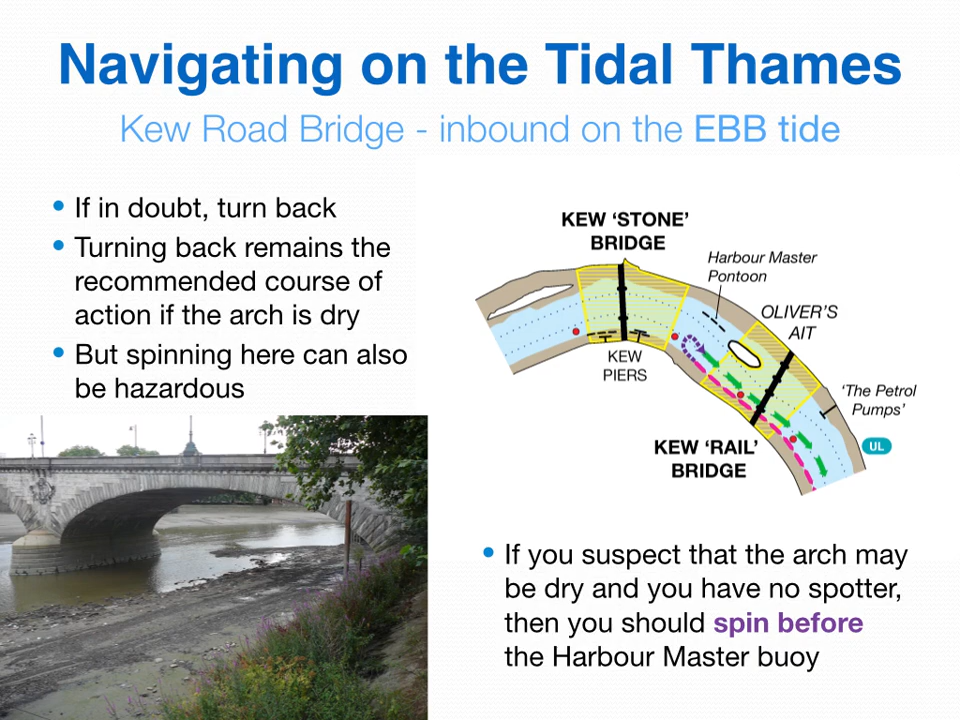 Navigating on the Tidal Thames
Kew Road Bridge - inbound on the EBB tide
• If in doubt, turn back
• Turning back remains the
recommended course of
action if the arch is dry
• But spinning here can also
be hazardous
KEW ‘STONE’
BRIDGE
Harbour Master
Pontoon
OLIVER’S
AIT
KEW
PIERS
‘The Petrol
Pumps’
UL
KEW ‘RAIL’
BRIDGE
• If you suspect that the arch may
be dry and you have no spotter,
then you should spin before
the Harbour Master buoy